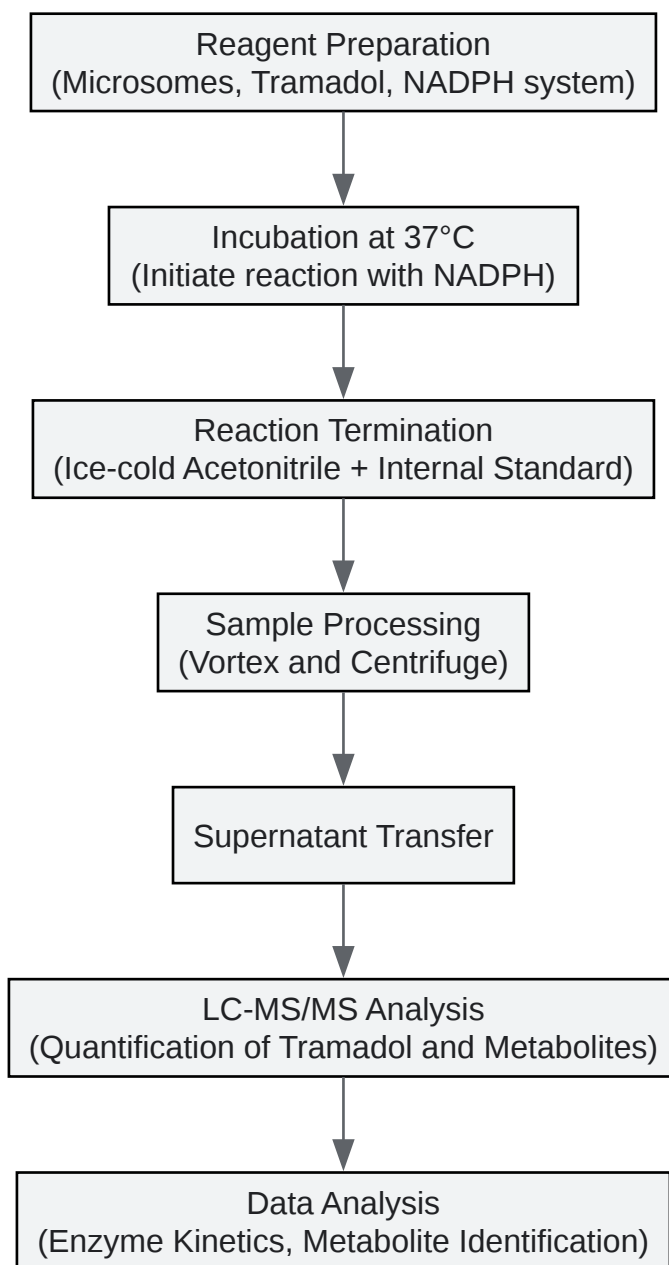 Reagent Preparation
(Microsomes, Tramadol, NADPH system)
Incubation at 37°C
(Initiate reaction with NADPH)
Reaction Termination
(Ice-cold Acetonitrile + Internal Standard)
Sample Processing
(Vortex and Centrifuge)
Supernatant Transfer
LC-MS/MS Analysis
(Quantification of Tramadol and Metabolites)
Data Analysis
(Enzyme Kinetics, Metabolite Identification)